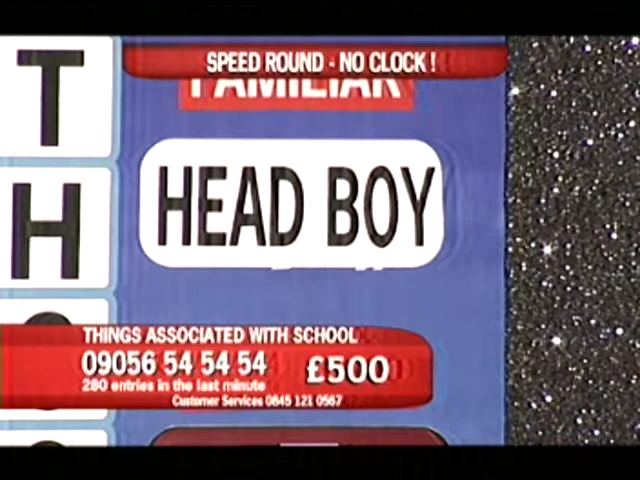 SPEED ROUND - NO CLOCK !
FAMILIAR
T
H
HEAD BOY
THINGS ASSOCIATED WITH SCHOOL
09056 54 54 54
£500
280 entries in the last minute
Customer Services 0845 121 0567